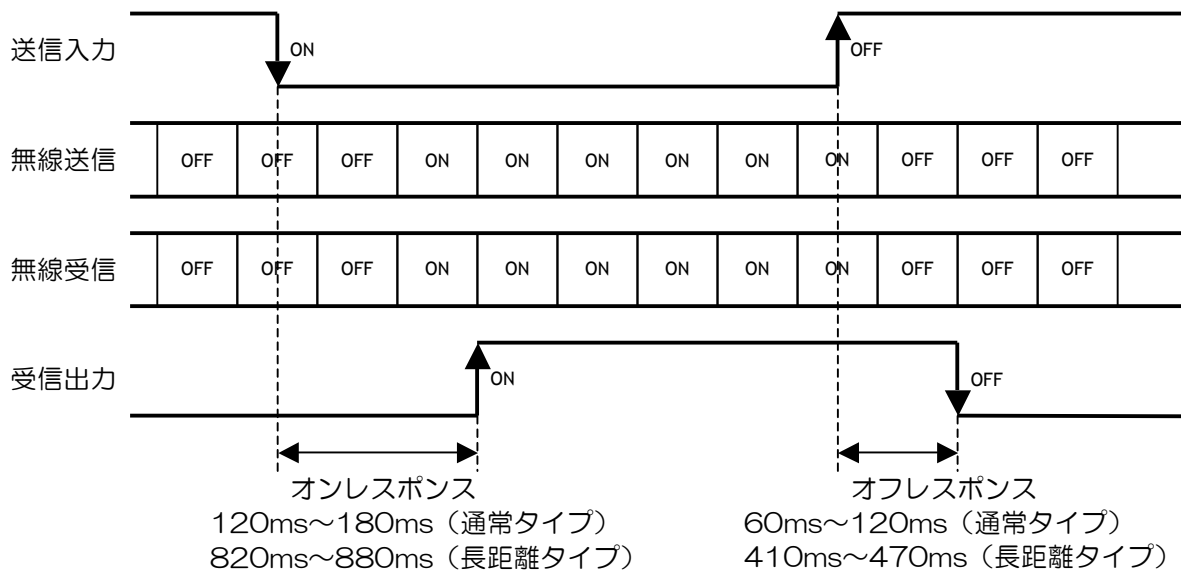 送信入力
ON
OFF
無線送信
OFF OFF OFF ON ON ON ON ON ON OFF OFF OFF
無線受信
OFF OFF OFF ON ON ON ON ON ON OFF OFF OFF
受信出力
ON
OFF
オンレスポンス
120ms～180ms（通常タイプ）
820ms～880ms（長距離タイプ）
オフレスポンス
60ms～120ms（通常タイプ）
410ms～470ms（長距離タイプ）